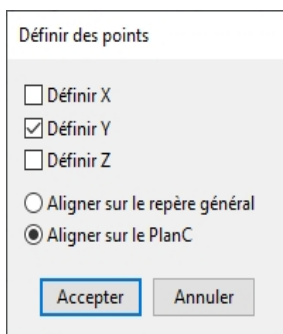 Définir des points
Définir X
Définir Y
Définir Z
Aligner sur le repère général
Aligner sur le PlanC
Accepter
Annuler